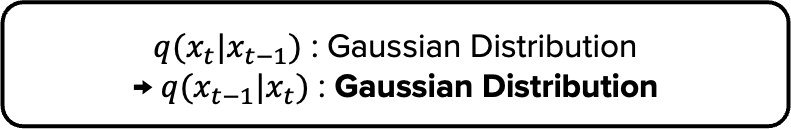 q(x_t|x_{t−1}) : Gaussian Distribution
→ q(x_{t−1}|x_t) : Gaussian Distribution